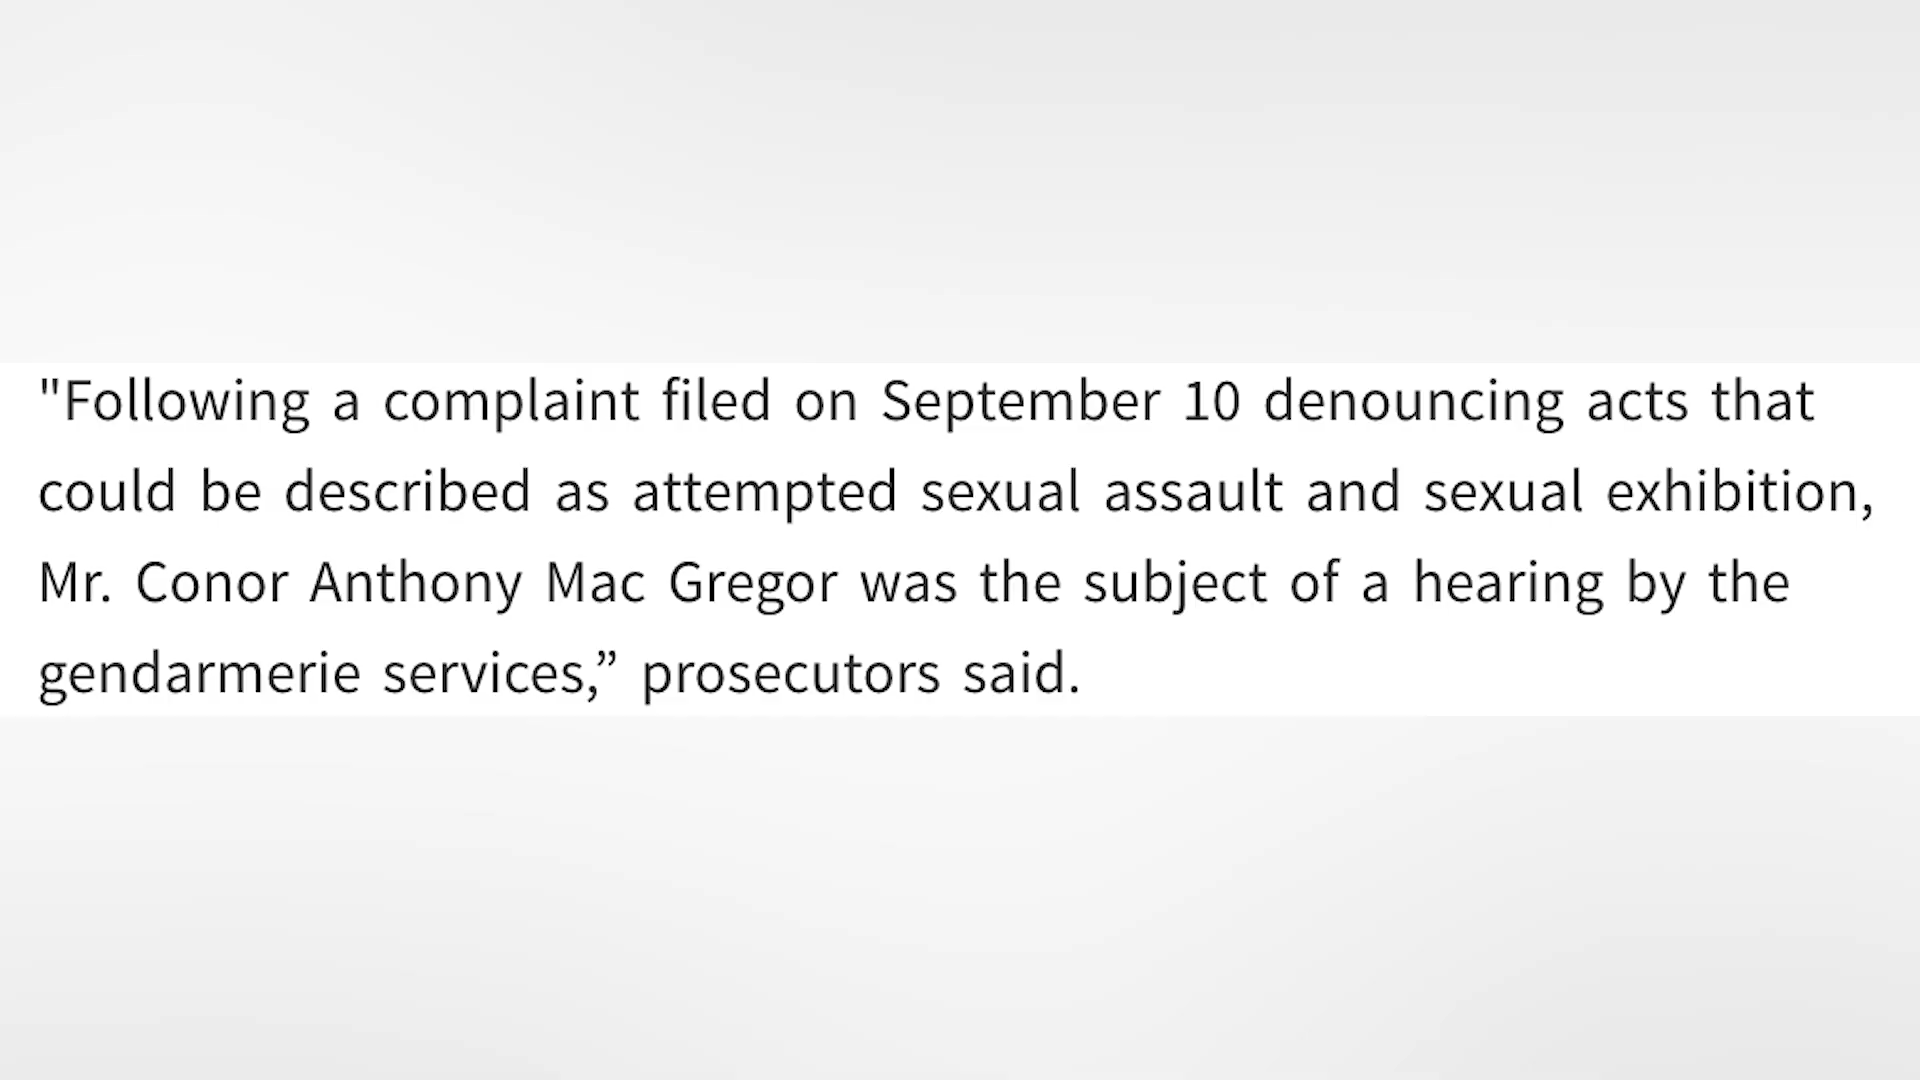 "Following a complaint filed on September 10 denouncing acts that
could be described as attempted sexual assault and sexual exhibition,
Mr. Conor Anthony Mac Gregor was the subject of a hearing by the
gendarmerie services,” prosecutors said.